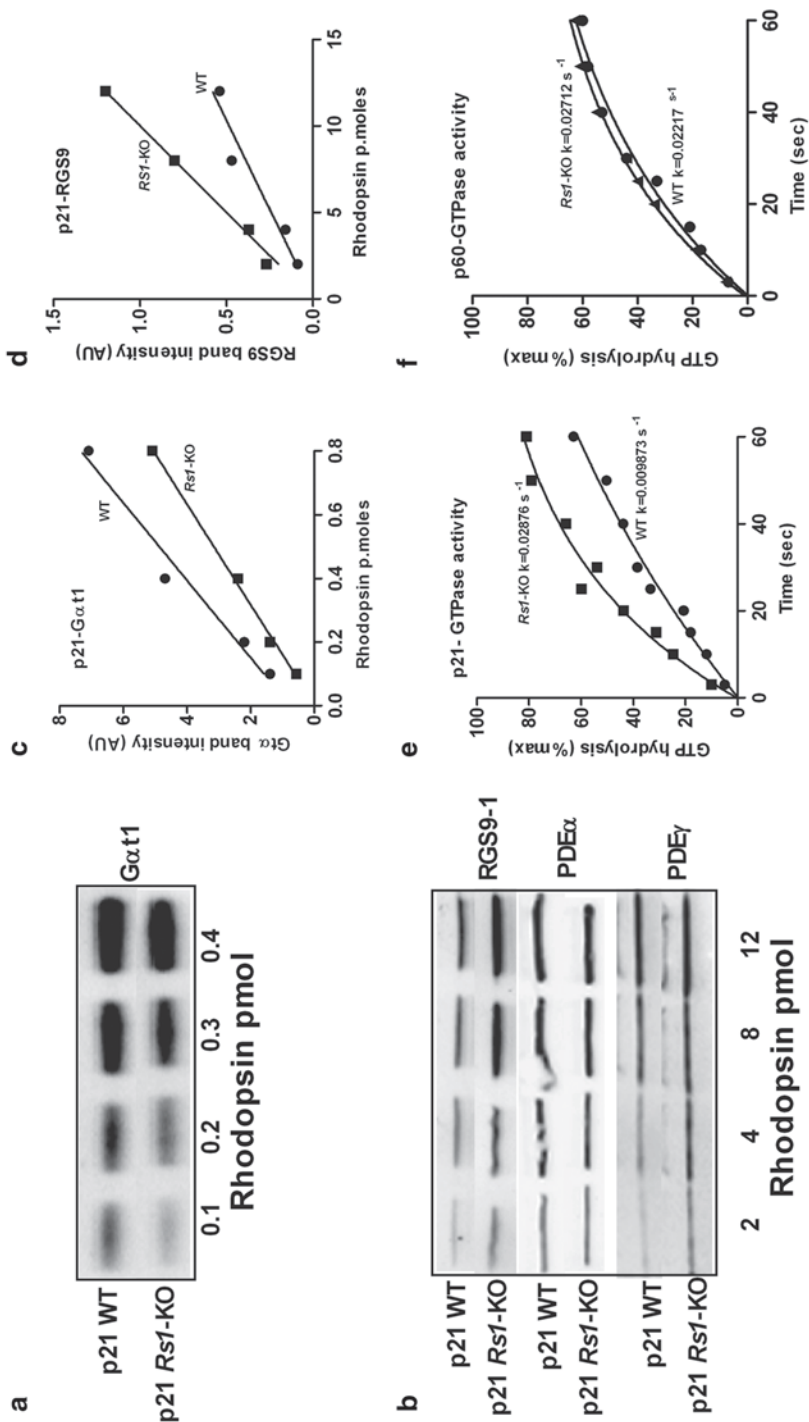 a
p21 WT
p21 Rs1-KO
Gαt1
0.1 0.2 0.3 0.4
Rhodopsin pmol
b
p21 WT
p21 Rs1-KO
p21 WT
p21 Rs1-KO
p21 WT
p21 Rs1-KO
RGS9-1
PDEα
PDEγ
2 4 8 12
Rhodopsin pmol
c
p21-Gα t1
WT
Rs1-KO
Gtα band intensity (AU)
8
6
4
2
0
0.0 0.2 0.4 0.6 0.8
Rhodopsin p.moles
d
p21-RGS9
RS1-KO
WT
RGS9 band intensity (AU)
1.5
1.0
0.5
0.0
0 5 10 15
Rhodopsin p.moles
e
p21- GTPase activity
Rs1-KO k=0.02876 s -1
WT k=0.009873 s-1
GTP hydrolysis (%max)
100
80
60
40
20
0
0 20 40 60
Time (sec)
f
p60-GTPase activity
Rs1-KO k=0.02712 s -1
WT k=0.02217 s-1
GTP hydrolysis (%max)
100
80
60
40
20
0
0 20 40 60
Time (sec)